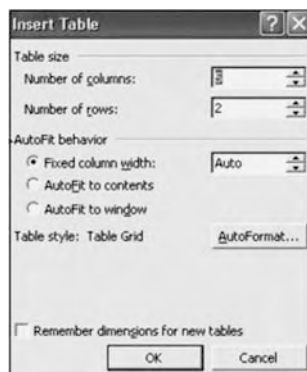 Insert Table
Table size
Number of columns:
Number of rows: 2
AutoFit behavior
Fixed column width: Auto
AutoFit to contents
AutoFit to window
Table style: Table Grid AutoFormat...
Remember dimensions for new tables
OK Cancel